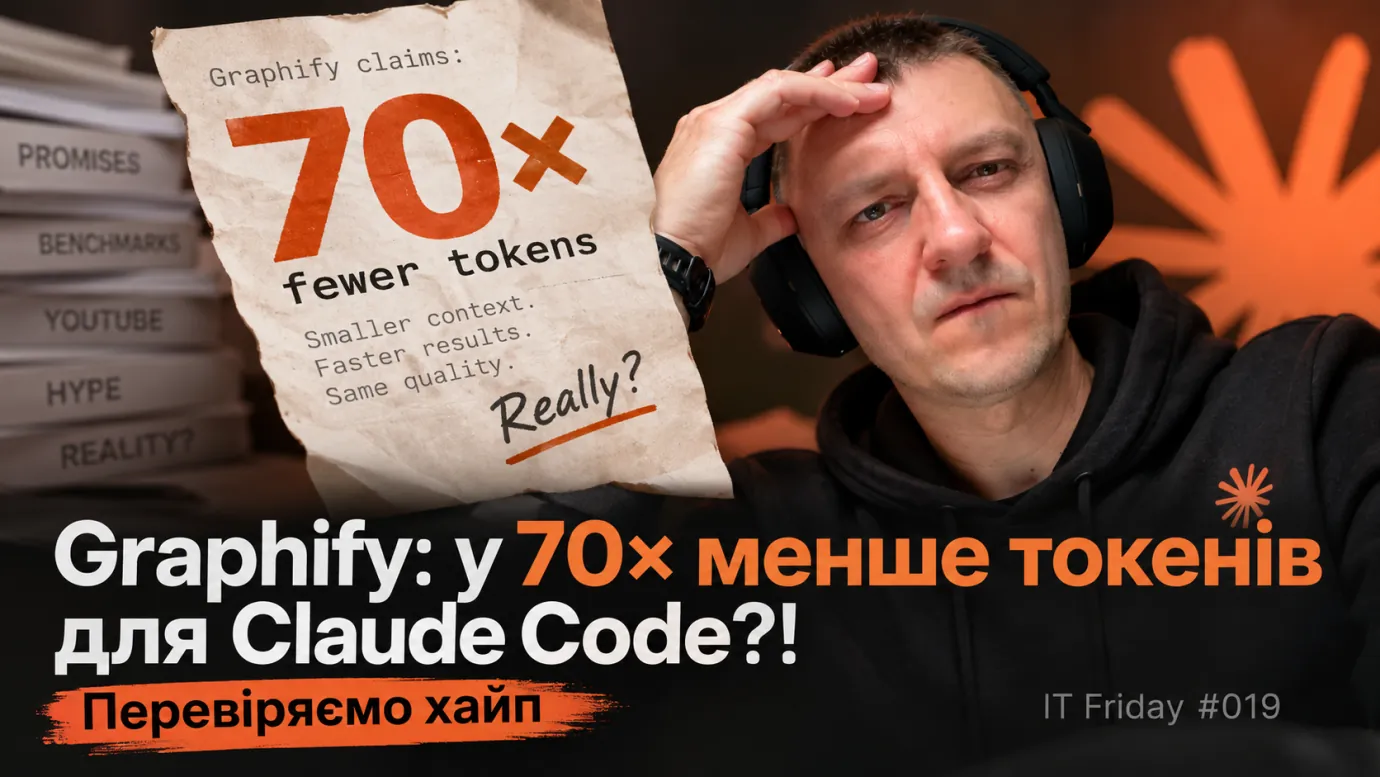 Graphify claims:
70×
fewer tokens
Smaller context.
Faster results.
Same quality.
Really?
PROMISES
BENCHMARKS
YOUTUBE
HYPE
REALITY?
Graphify: у 70× менше токенів
для Claude Code?!
Перевіряємо хайп
IT Friday #019